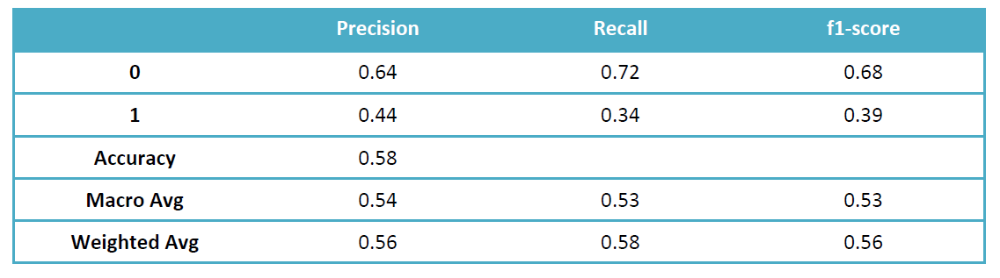 Precision Recall f1-score
0 0.64 0.72 0.68
1 0.44 0.34 0.39
Accuracy 0.58
Macro Avg 0.54 0.53 0.53
Weighted Avg 0.56 0.58 0.56